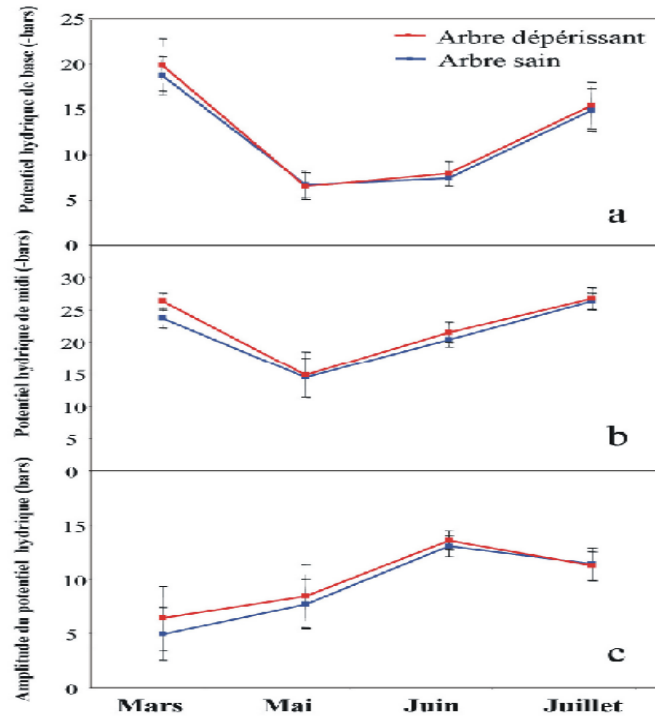 Potentiel hydrique de base (-bars)
25
20
15
10
5
0
Arbre dépérissant
Arbre sain
a
Potentiel hydrique de midi (-bars)
30
25
20
15
10
5
0
b
Amplitude du potentiel hydrique (bars)
15
10
5
0
c
Mars
Mai
Juin
Juillet